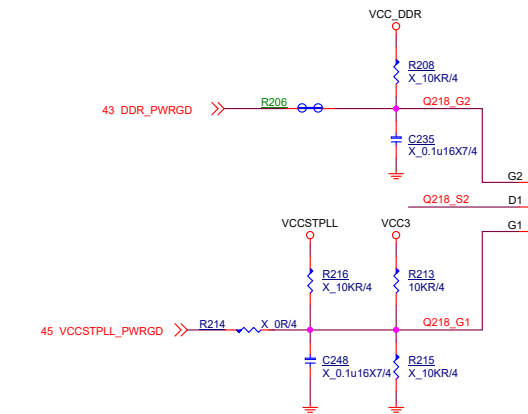 VCC_DDR
R208
X_10KR/4
43 DDR_PWRGD
R206
Q218_G2
C235
X_0.1u16X7/4
G2
Q218_S2
D1
VCCSTPLL
VCC3
G1
R216
X_10KR/4
R213
10KR/4
45 VCCSTPLL_PWRGD
R214
X_0R/4
Q218_G1
C248
X_0.1u16X7/4
R215
X_10KR/4